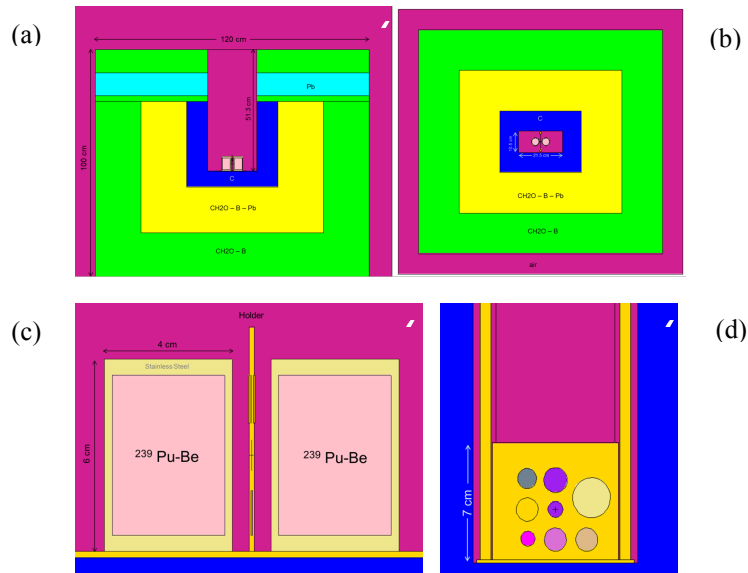 (a)
120 cm
Pb
51.3 cm
100 cm
C
CH2O – B – Pb
CH2O – B
(b)
C
31.5 cm
CH2O – B – Pb
CH2O – B
air
(c)
Holder
4 cm
Stainless Steel
6 cm
239 Pu-Be
239 Pu-Be
(d)
7 cm